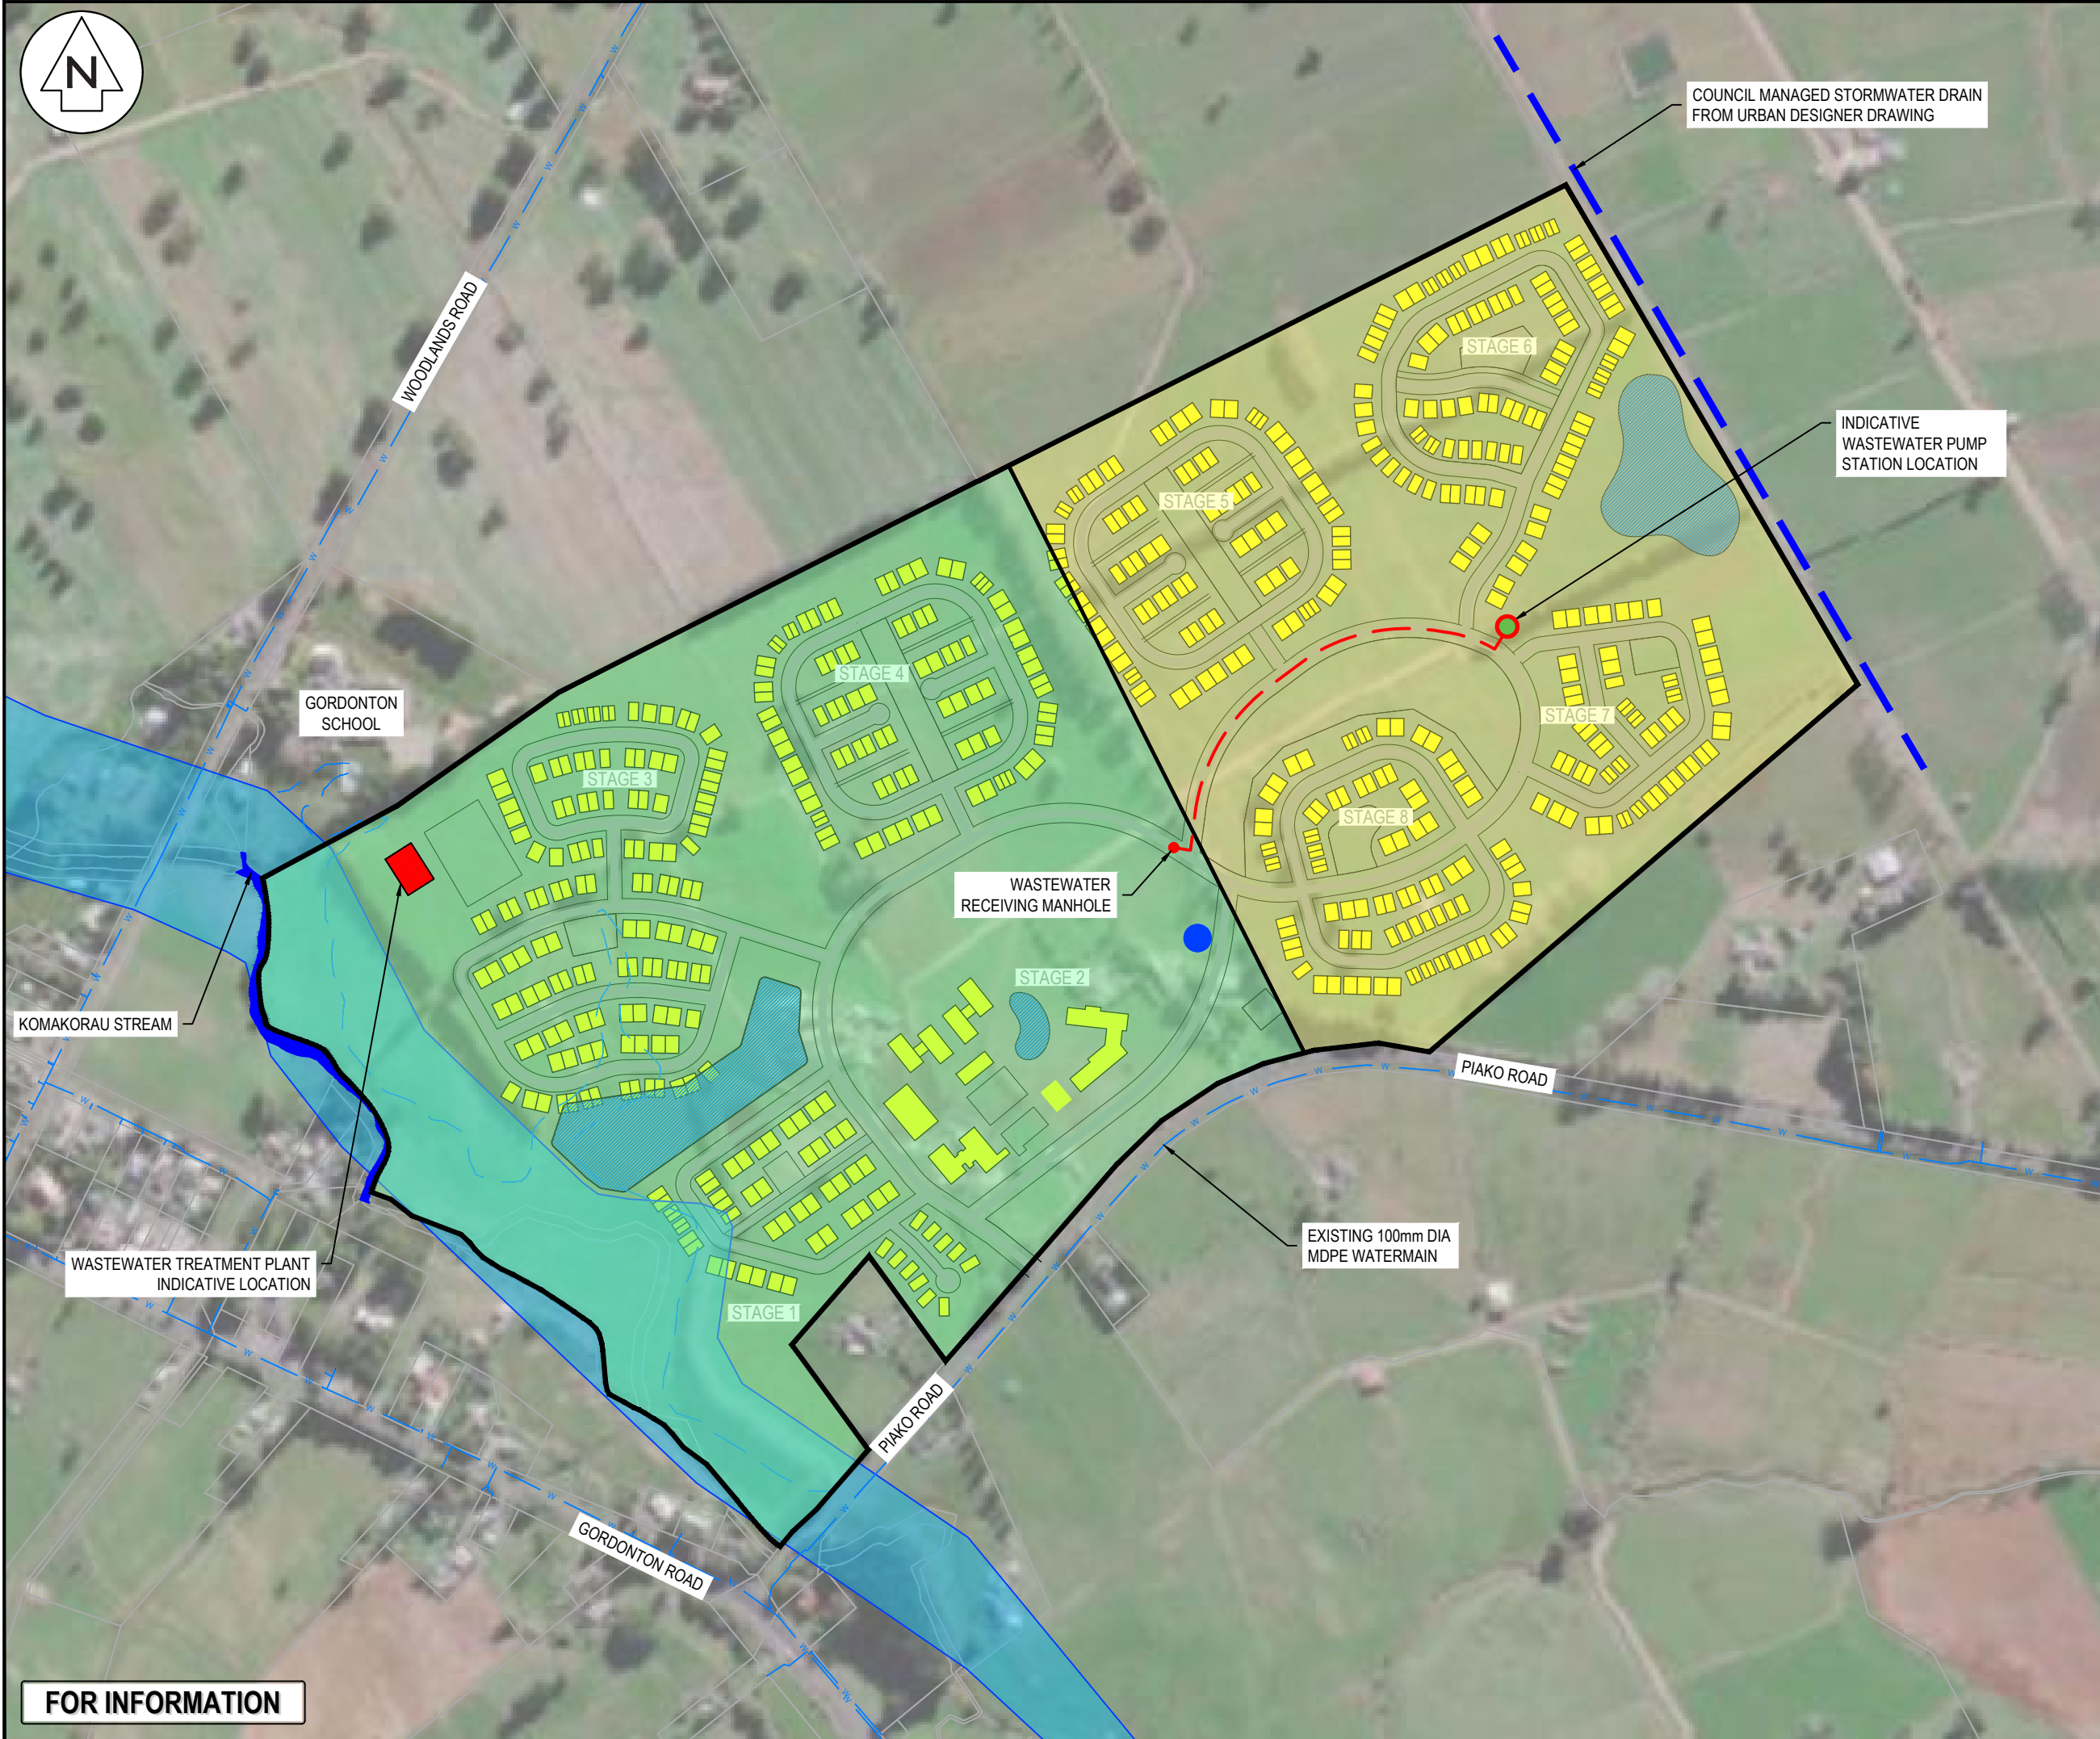 N
COUNCIL MANAGED STORMWATER DRAIN
FROM URBAN DESIGNER DRAWING
WOODLANDS ROAD
STAGE 6
INDICATIVE
WASTEWATER PUMP
STATION LOCATION
STAGE 5
GORDONTON
SCHOOL
STAGE 4
STAGE 7
STAGE 3
STAGE 8
WASTEWATER
RECEIVING MANHOLE
STAGE 2
KOMAKORAU STREAM
PIAKO ROAD
EXISTING 100mm DIA
MDPE WATERMAIN
WASTEWATER TREATMENT PLANT
INDICATIVE LOCATION
STAGE 1
PIAKO ROAD
GORDONTON ROAD
FOR INFORMATION